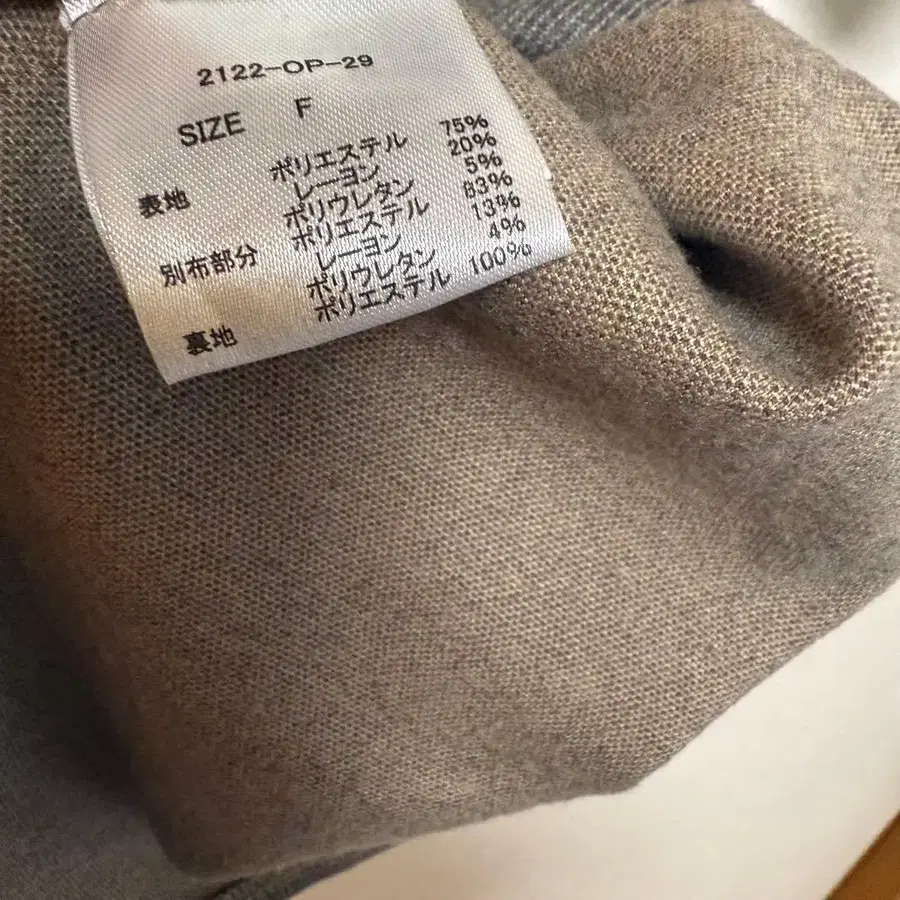 2122-OP-29
SIZE F
表地 ポリエステル 75%
レーヨン 20%
ポリウレタン 5%
別布部分 ポリエステル 83%
レーヨン 13%
ポリウレタン 4%
裏地 ポリエステル 100%